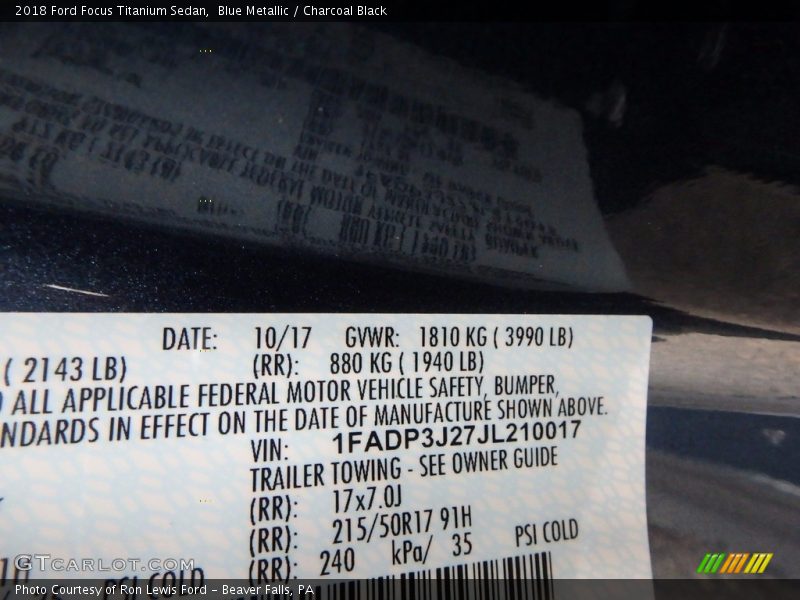 2018 Ford Focus Titanium Sedan,  Blue Metallic / Charcoal Black
DATE: 10/17 GVWR: 1810 KG ( 3990 LB)
( 2143 LB) (RR): 880 KG ( 1940 LB)
ALL APPLICABLE FEDERAL MOTOR VEHICLE SAFETY, BUMPER,
NDARDS IN EFFECT ON THE DATE OF MANUFACTURE SHOWN ABOVE.
VIN: 1FADP3J27JL210017
TRAILER TOWING - SEE OWNER GUIDE
(RR): 17x7.0J
(RR): 215/50R17 91H
(RR): 240 kPa/ 35 PSI COLD
PSI COLD
GTCarLot.com
Photo Courtesy of Ron Lewis Ford – Beaver Falls, PA